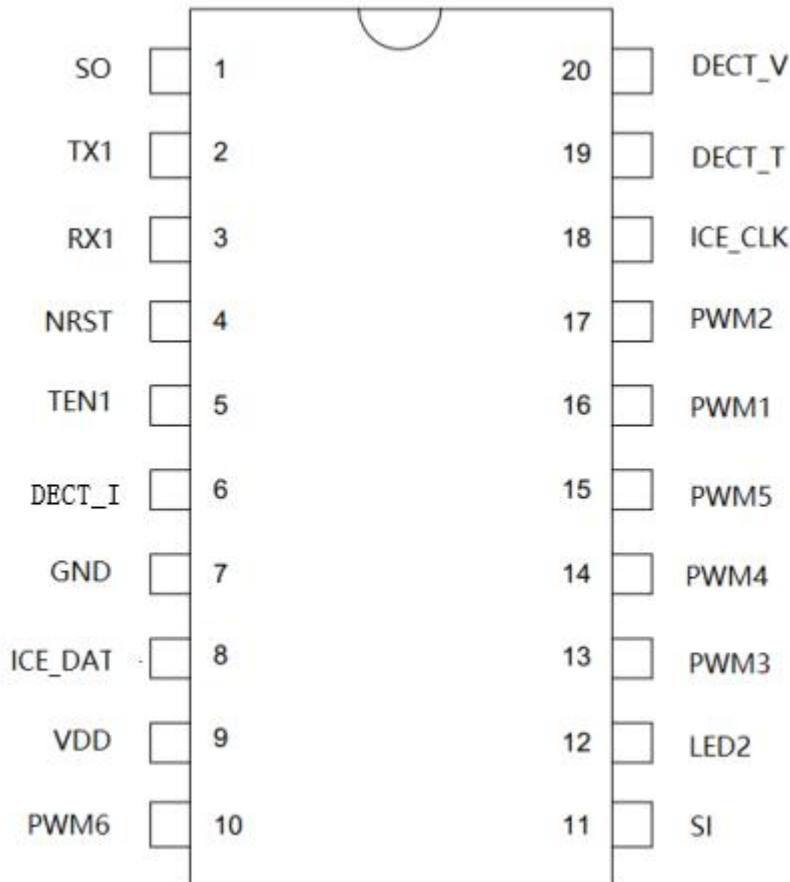 SO 1 20 DECT_V
TX1 2 19 DECT_T
RX1 3 18 ICE_CLK
NRST 4 17 PWM2
TEN1 5 16 PWM1
DECT_I 6 15 PWM5
GND 7 14 PWM4
ICE_DAT 8 13 PWM3
VDD 9 12 LED2
PWM6 10 11 SI